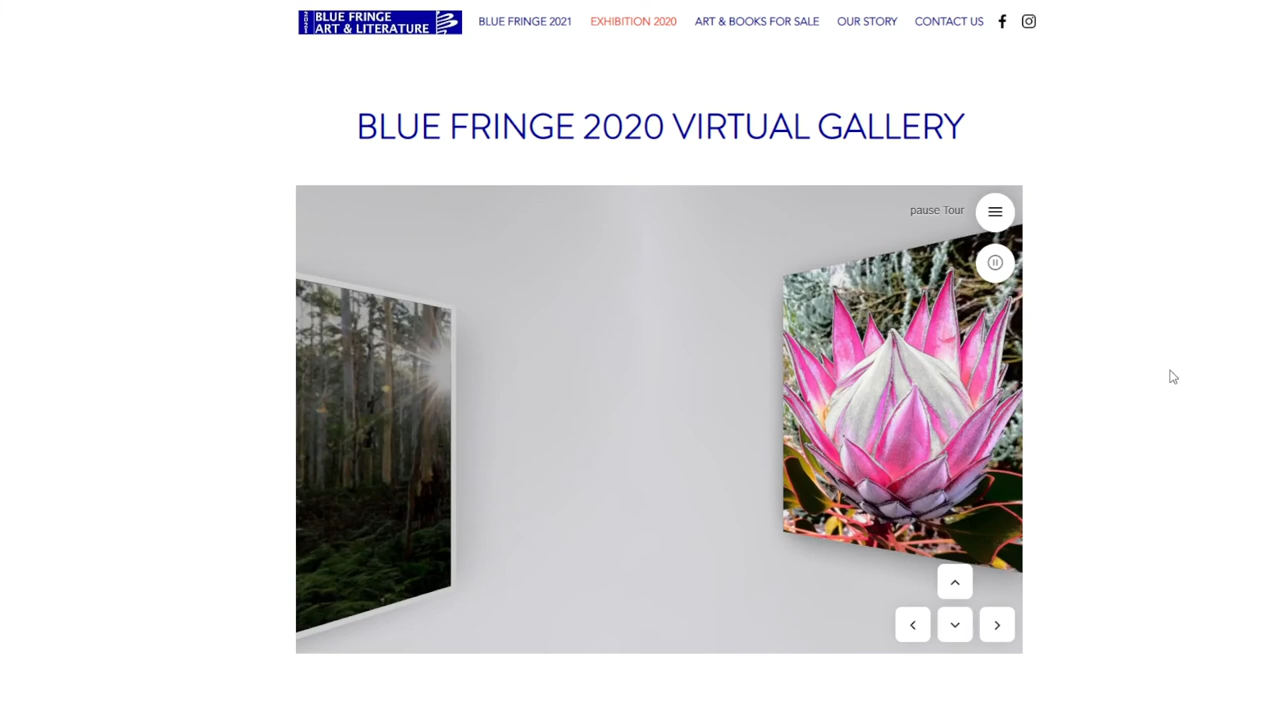 2021
BLUE FRINGE
ART & LITERATURE
BLUE FRINGE 2021
EXHIBITION 2020
ART & BOOKS FOR SALE
OUR STORY
CONTACT US
BLUE FRINGE 2020 VIRTUAL GALLERY
pause Tour